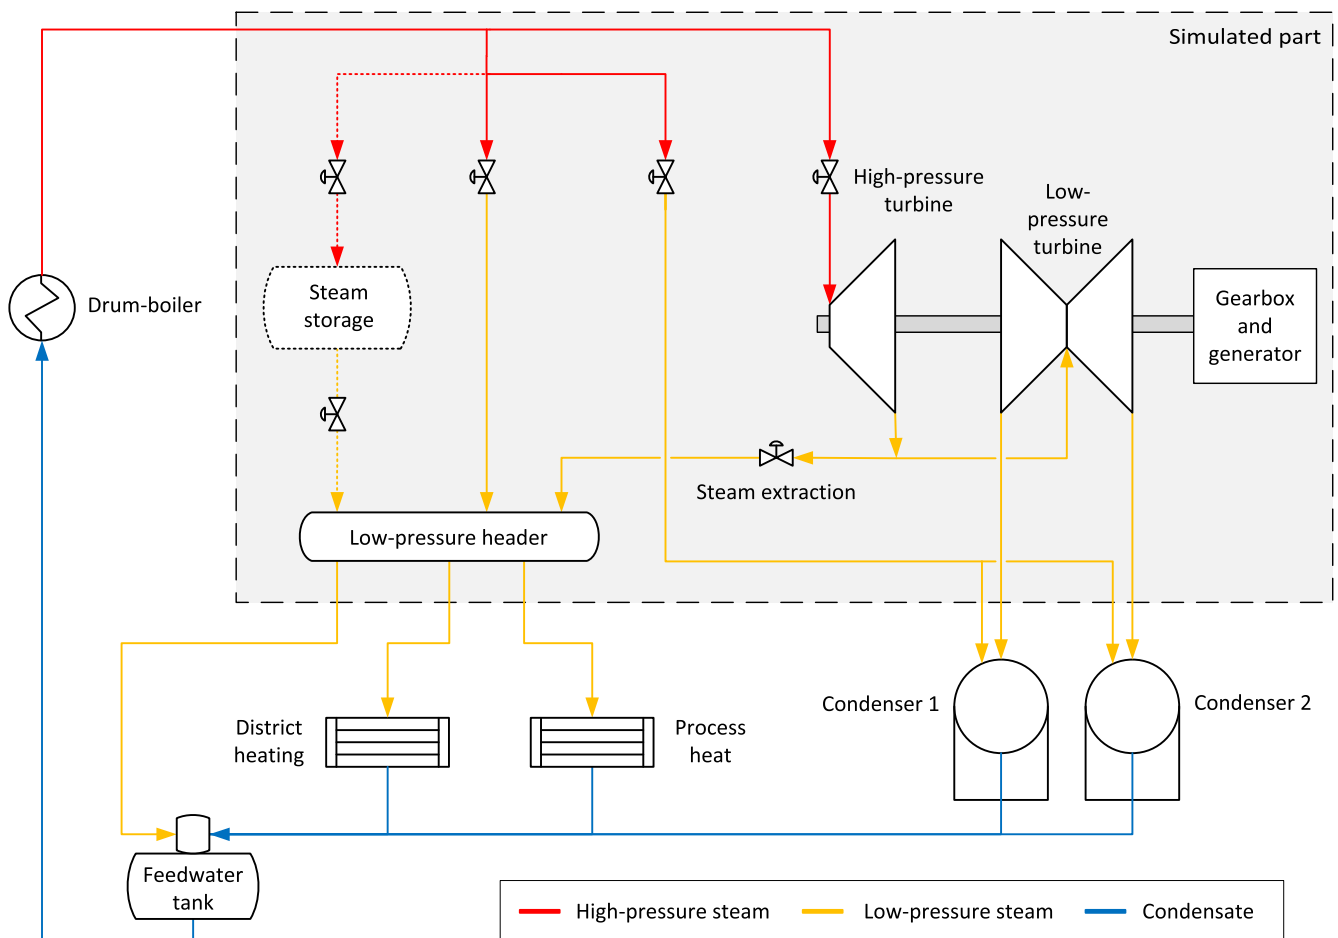 Simulated part
High-pressure
turbine
Low-
pressure
turbine
Steam
storage
Drum-boiler
Gearbox
and
generator
Steam extraction
Low-pressure header
District
heating
Process
heat
Condenser 1
Condenser 2
Feedwater
tank
High-pressure steam
Low-pressure steam
Condensate